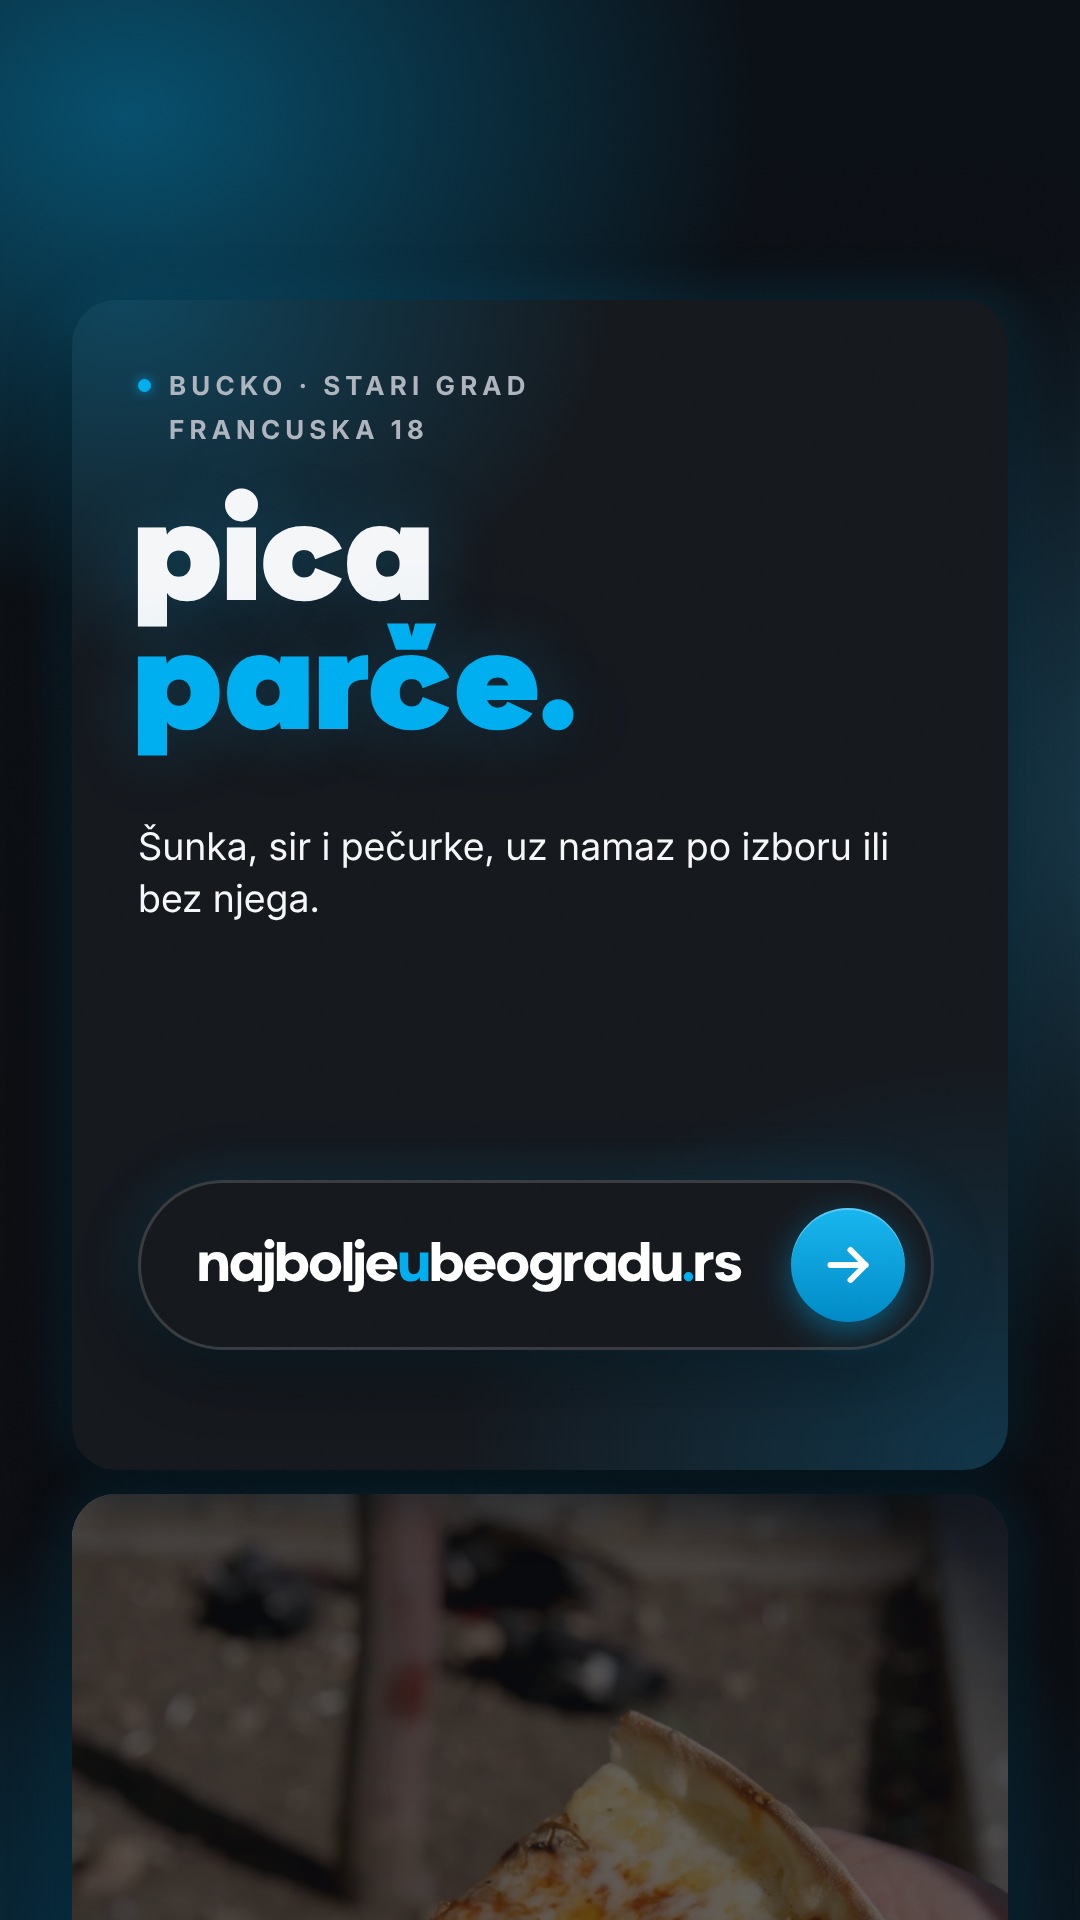 BUCKO · STARI GRAD
FRANCUSKA 18
pica
parče.
Šunka, sir i pečurke, uz namaz po izboru ili
bez njega.
najboljeubeogradu.rs